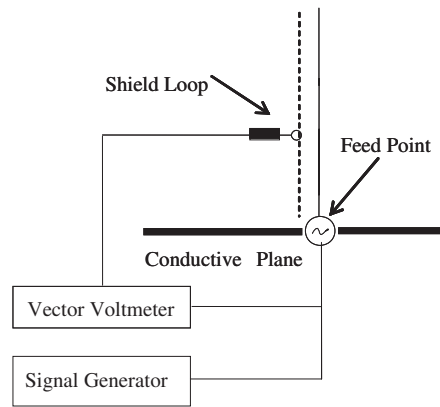 Shield Loop
Feed Point
Conductive Plane
Vector Voltmeter
Signal Generator